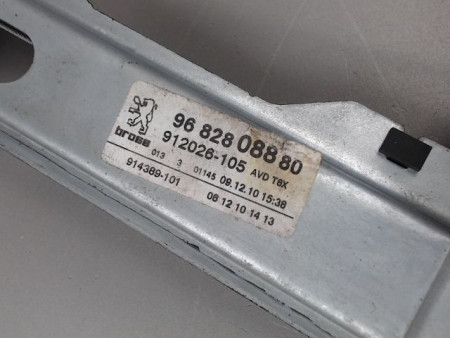 96 828 088 80
brose
912026-105 AVD T8X
013 3 01145 09.12.10 15:38
914389-101
08 12 10 14 13